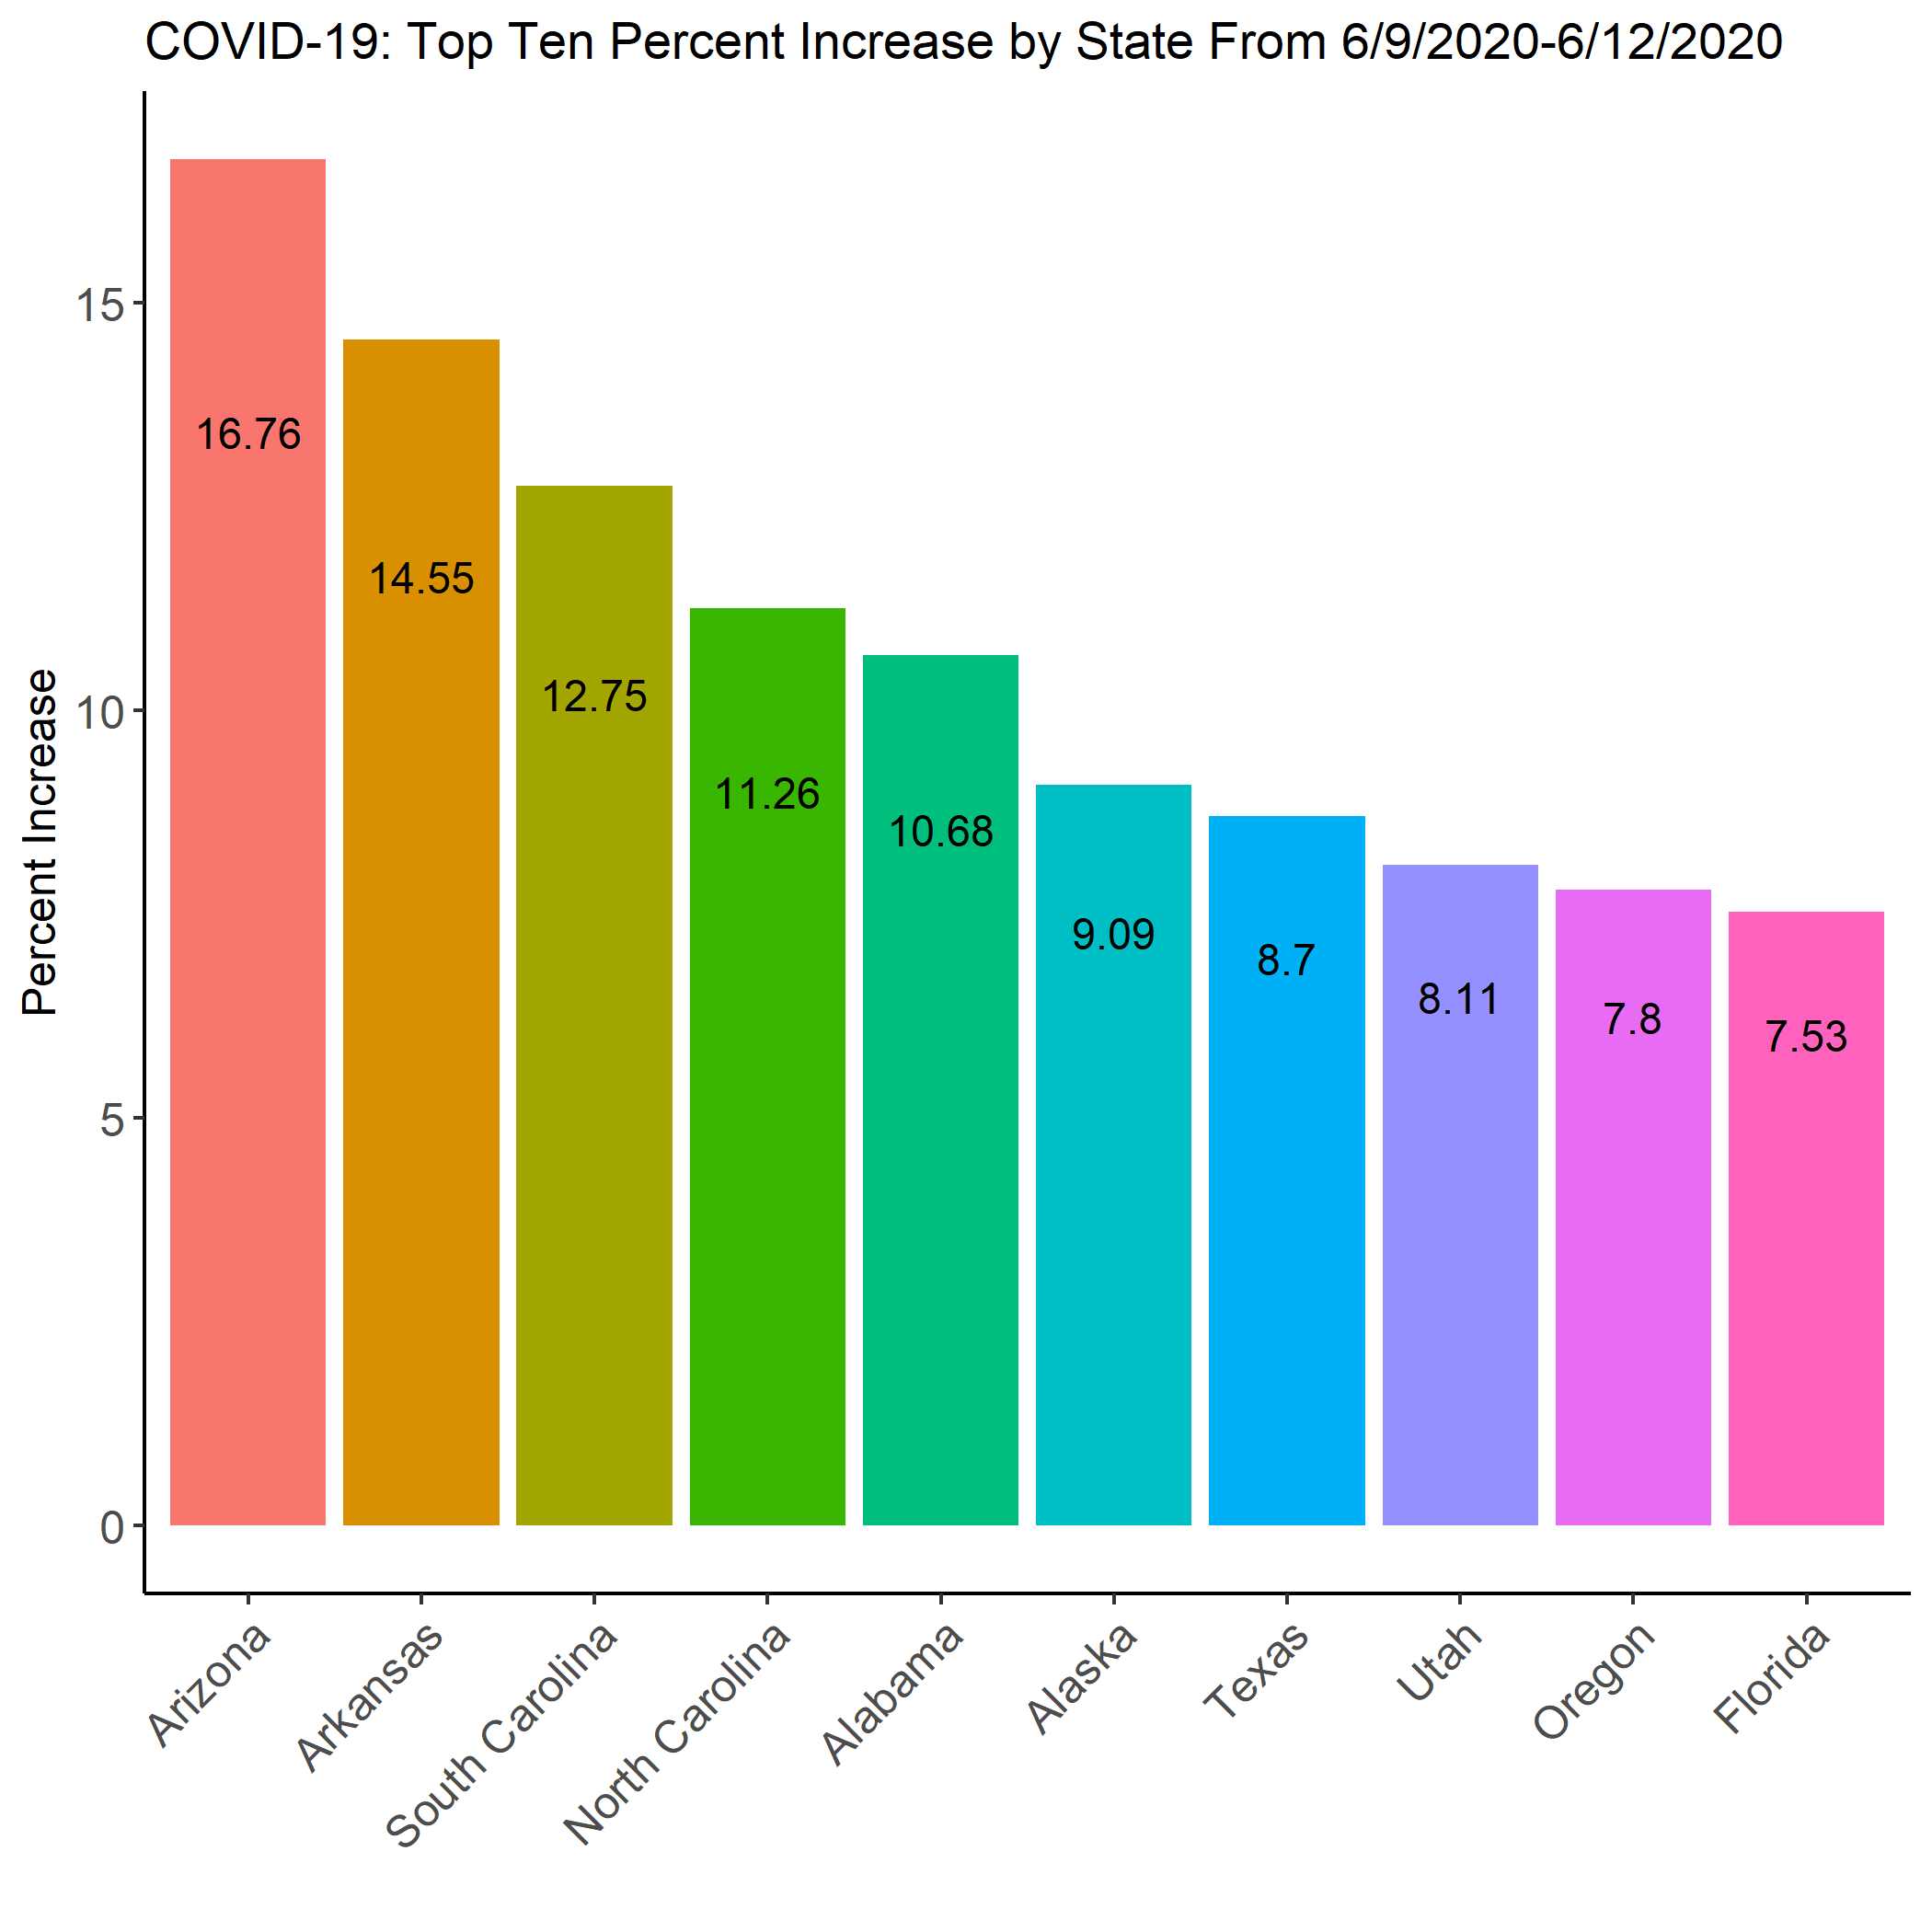 COVID-19: Top Ten Percent Increase by State From 6/9/2020-6/12/2020
Percent Increase
15
10
5
0
16.76
14.55
12.75
11.26
10.68
9.09
8.7
8.11
7.8
7.53
Arizona
Arkansas
South Carolina
North Carolina
Alabama
Alaska
Texas
Utah
Oregon
Florida